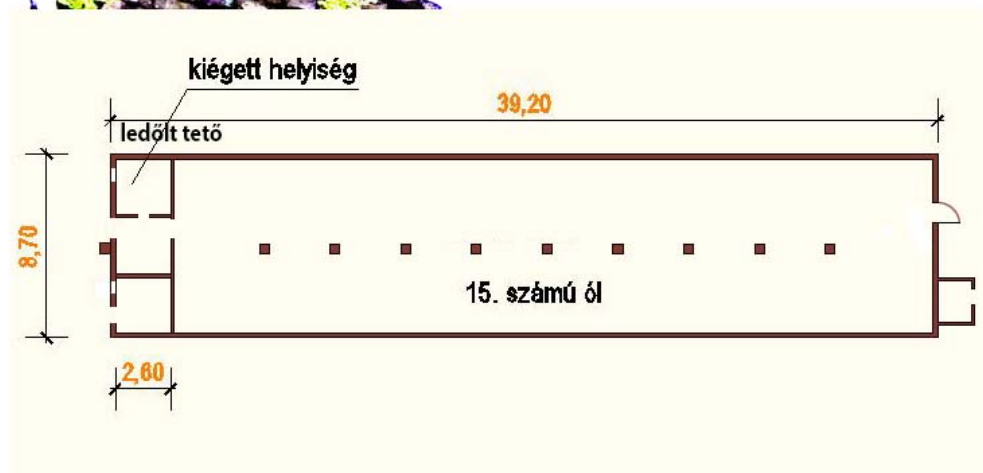 kiégett helyiség
39,20
ledőlt tető
8,70
15. számú ól
2,60